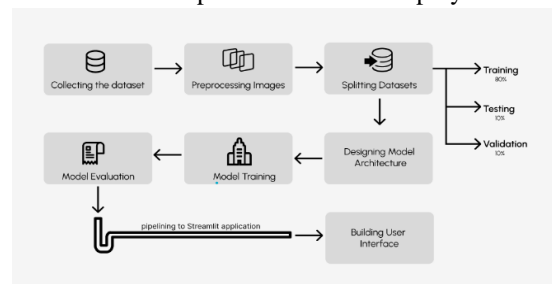 Collecting the dataset
Preprocessing Images
Splitting Datasets
Training
80%
Testing
10%
Validation
10%
Designing Model
Architecture
Model Training
Model Evaluation
pipelining to Streamlit application
Building User
Interface